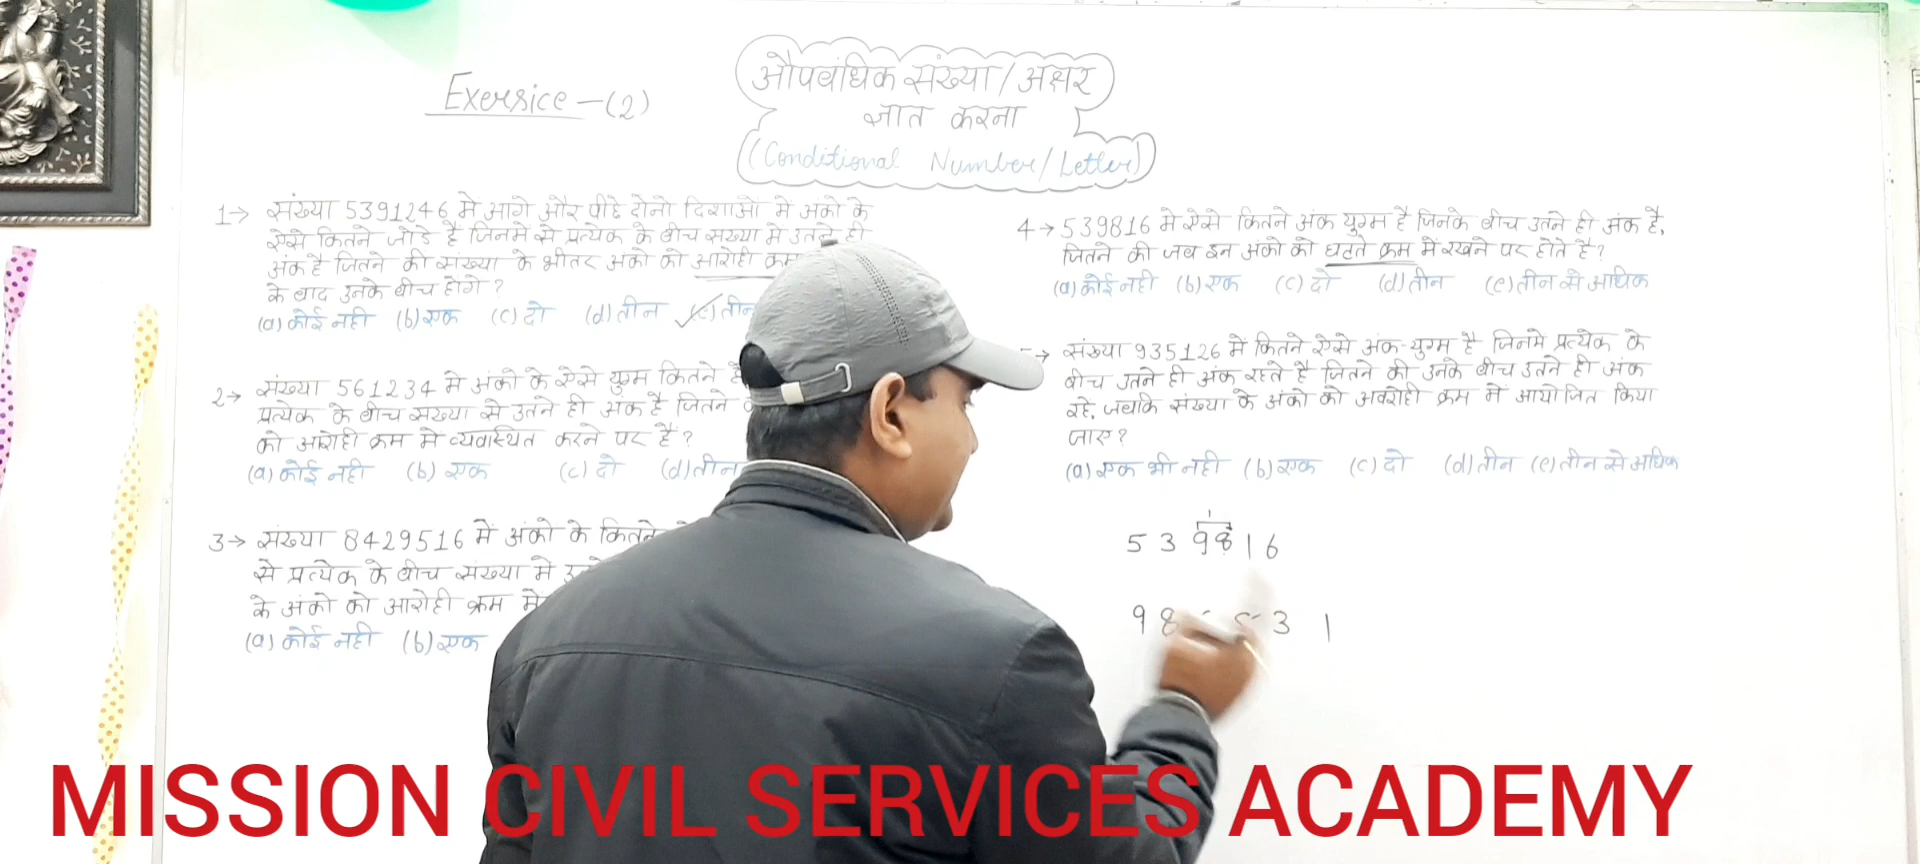 Exersice -(2)
औपबंधिक संख्या / अक्षर
ज्ञात करना
(Conditional Number/Letter)
1→ संख्या 5391246 मे आगे और पीछे दोनो दिशाओ मे अंको के
ऐसे कितने जोडे है जिनमे से प्रत्येक के बीच संख्या मे उतने ही
अंक है जितने की संख्या के भीतर अंको को आरोही क्रम
के बाद उनके बीच होगे?
(a) कोई नही (b) एक (c) दो (d) तीन (e) तीन
2→ संख्या 561234 मे अंको के ऐसे युग्म कितने है
प्रत्येक के बीच संख्या से उतने ही अंक है जितने
को आरोही क्रम में व्यवस्थित करने पर है?
(a) कोई नही (b) एक (c) दो (d) तीन
3→ संख्या 8429516 में अंको के कितने
से प्रत्येक के बीच संख्या मे
के अंको को आरोही क्रम में
(a) कोई नही (b) एक
4→ 539816 मे ऐसे कितने अंक युग्म है जिनके बीच उतने ही अंक है,
जितने की जब इन अंको को घटते क्रम मे रखने पर होते है?
(a) कोई नही (b) एक (c) दो (d) तीन (e) तीन से अधिक
5→ संख्या 935126 मे कितने ऐसे अंक-युग्म है जिनमे प्रत्येक के
बीच उतने ही अंक रहते है जितने की उनके बीच उतने ही अंक
रहे, जबकि संख्या के अंको को अवरोही क्रम मे आयोजित किया
जाए?
(a) एक भी नही (b) एक (c) दो (d) तीन (e) तीन से अधिक
1
539816
98 3 1
MISSION CIVIL SERVICES ACADEMY